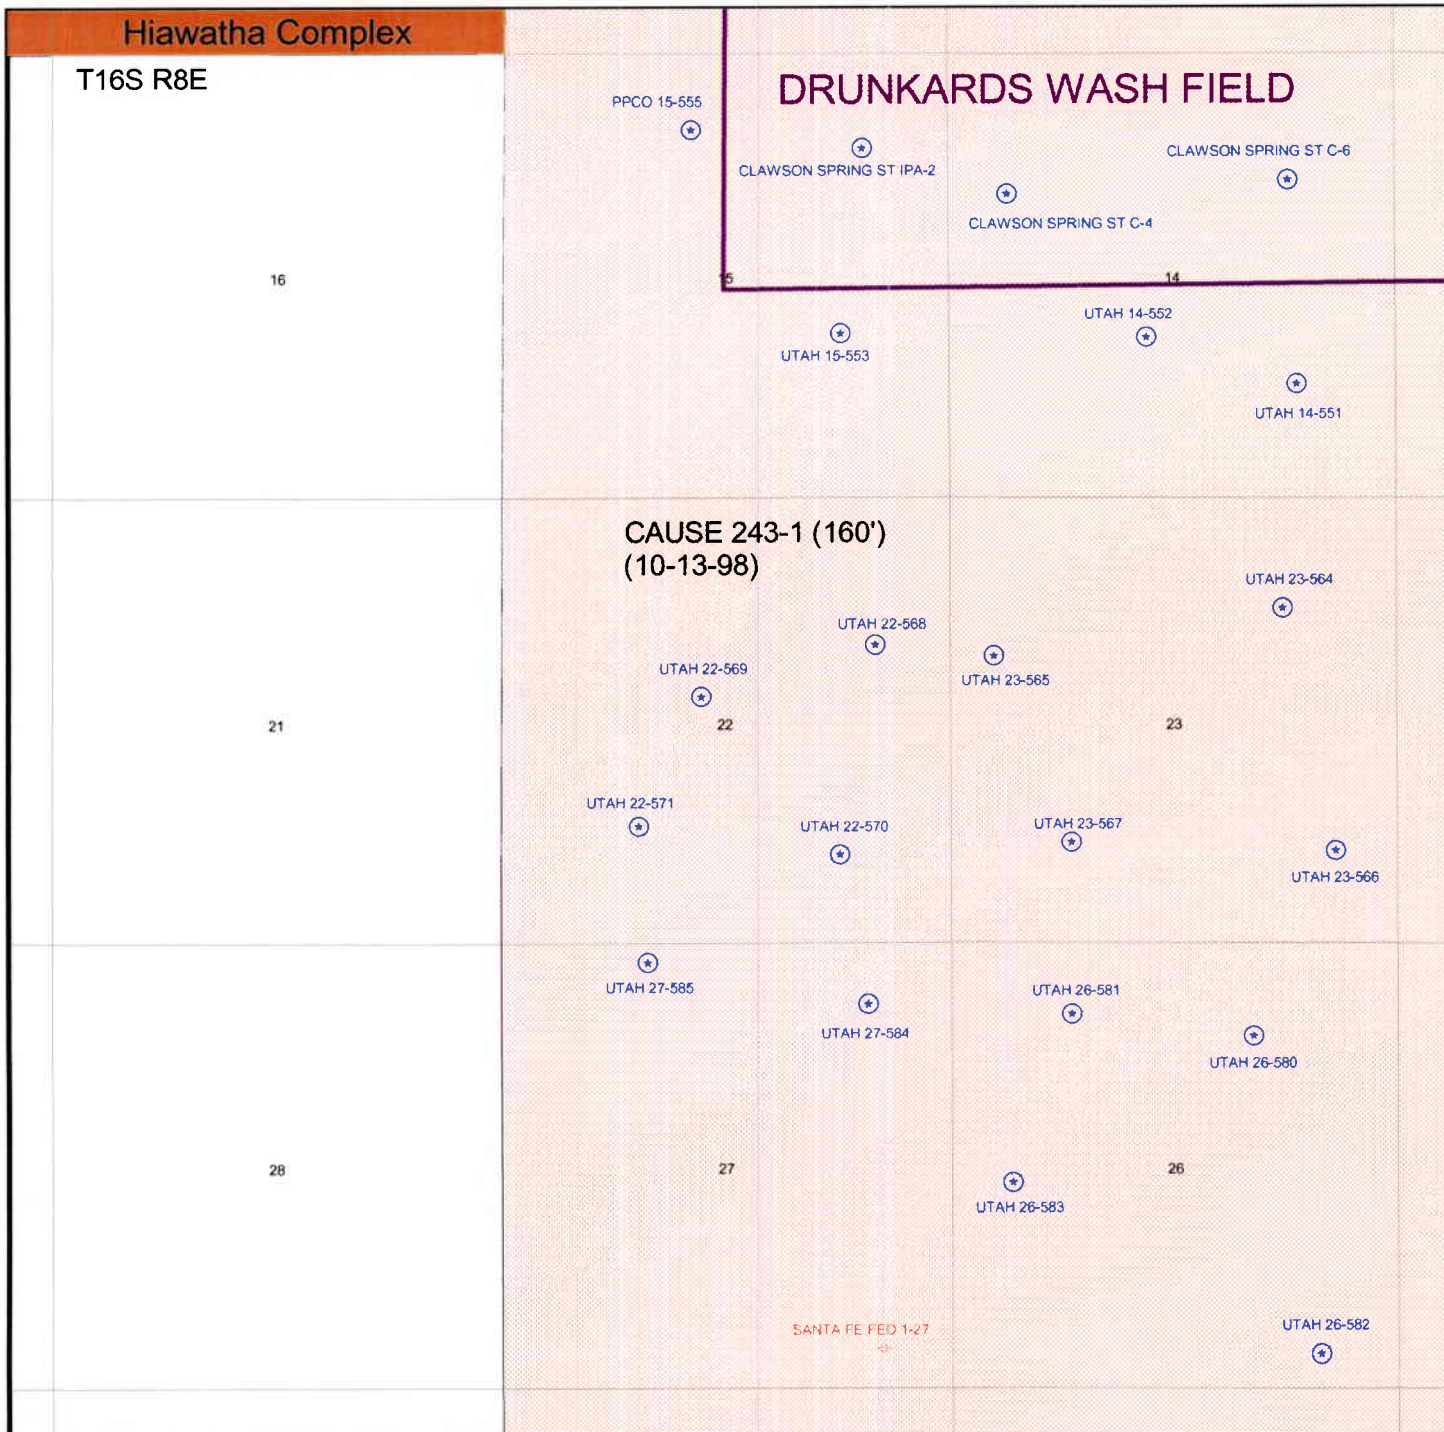 Hiawatha Complex
T16S R8E
DRUNKARDS WASH FIELD
PPCO 15-555
CLAWSON SPRING ST IPA-2
CLAWSON SPRING ST C-6
CLAWSON SPRING ST C-4
16
15
14
UTAH 14-552
UTAH 15-553
UTAH 14-551
CAUSE 243-1 (160')
(10-13-98)
UTAH 23-564
UTAH 22-568
UTAH 22-569
UTAH 23-565
21
22
23
UTAH 22-571
UTAH 22-570
UTAH 23-567
UTAH 23-566
UTAH 27-585
UTAH 26-581
UTAH 27-584
UTAH 26-580
28
27
26
UTAH 26-583
SANTA FE FED 1-27
UTAH 26-582